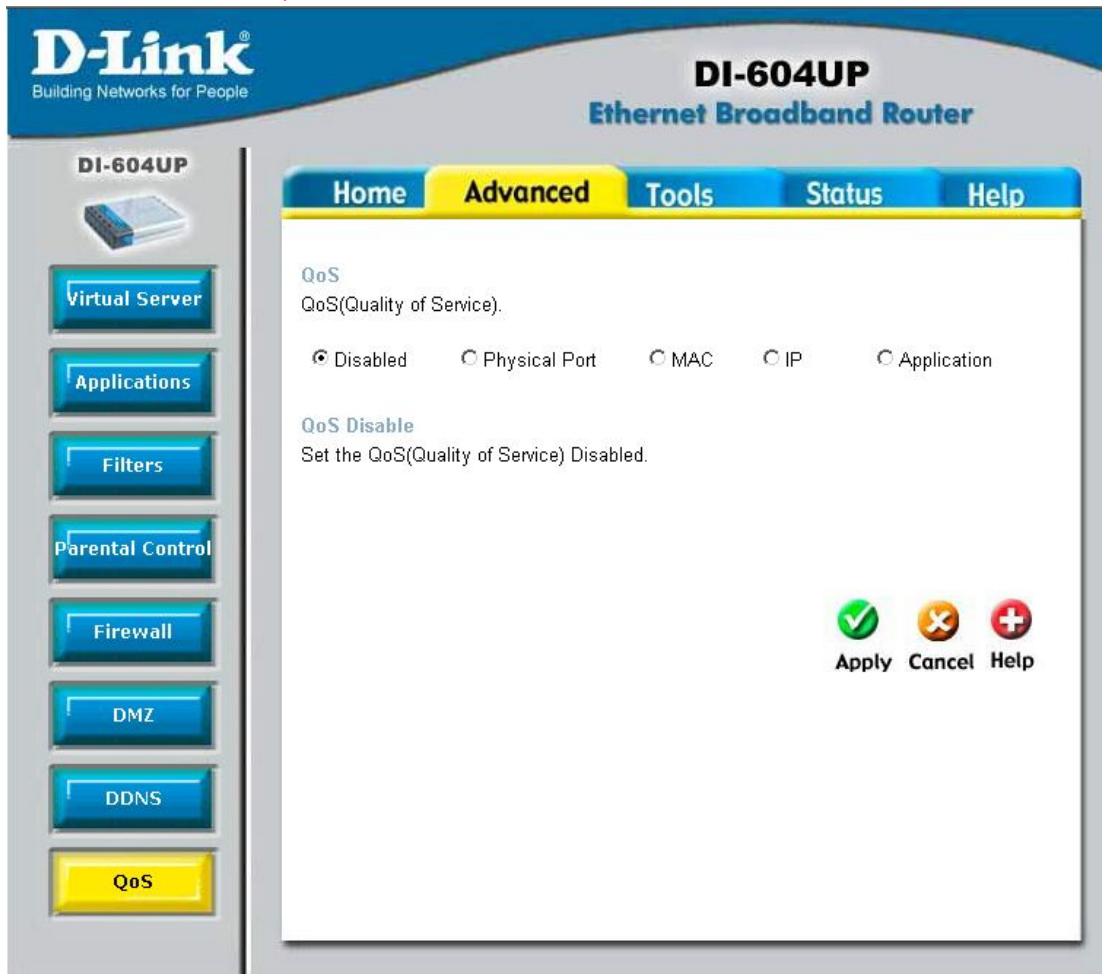 D-Link®
Building Networks for People
DI-604UP
Ethernet Broadband Router
DI-604UP
Home Advanced Tools Status Help
Virtual Server
Applications
Filters
Parental Control
Firewall
DMZ
DDNS
QoS
QoS
QoS(Quality of Service).
Disabled Physical Port MAC IP Application
QoS Disable
Set the QoS(Quality of Service) Disabled.
Apply Cancel Help